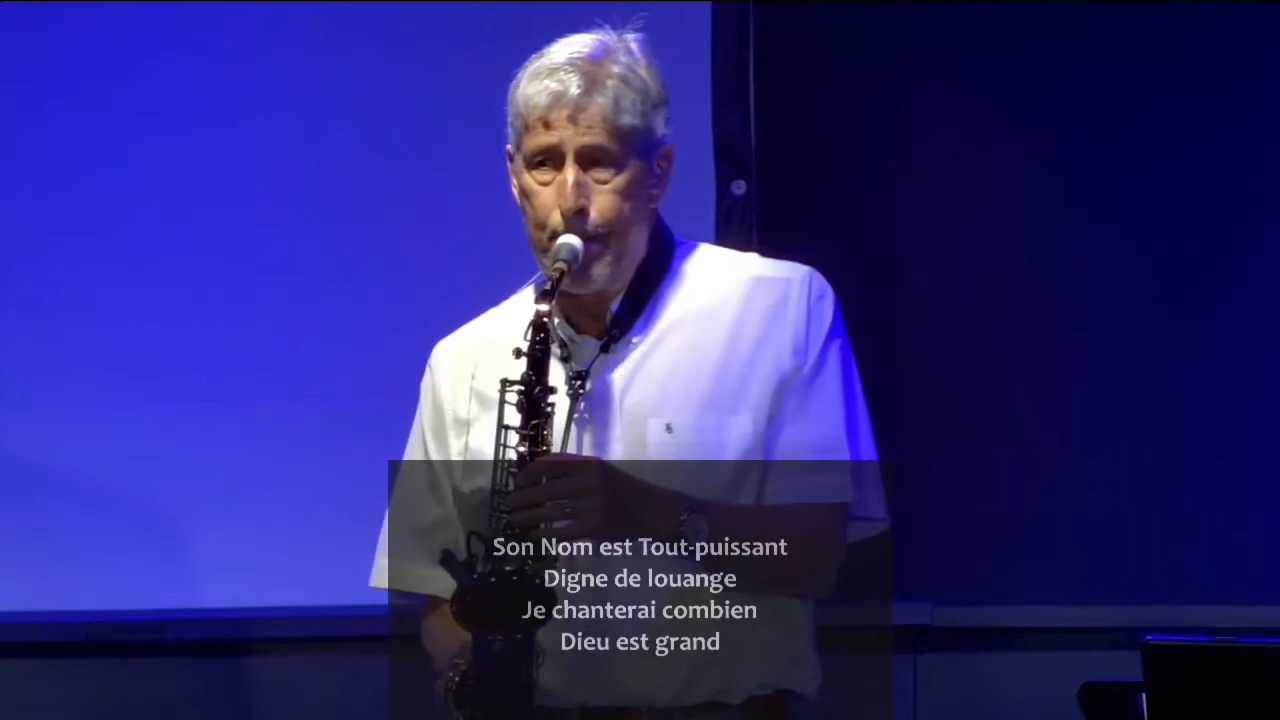 Son Nom est Tout-puissant
Digne de louange
Je chanterai combien
Dieu est grand